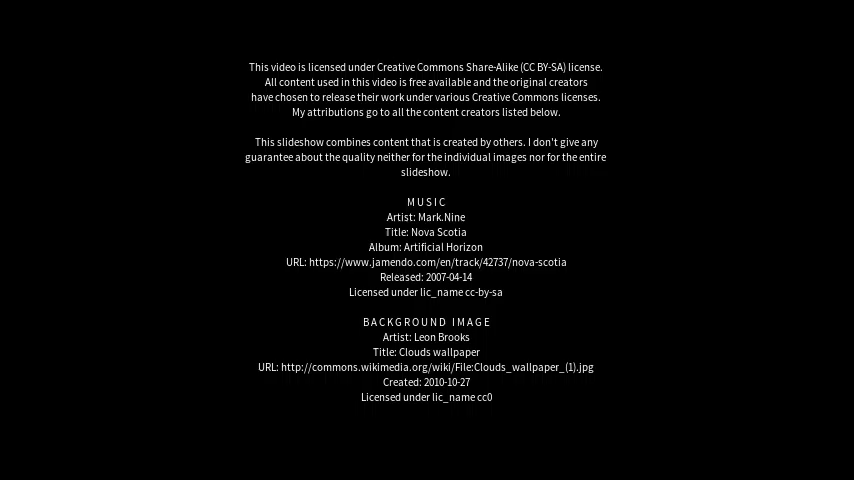 This video is licensed under Creative Commons Share-Alike (CC BY-SA) license.
All content used in this video is free available and the original creators
have chosen to release their work under various Creative Commons licenses.
My attributions go to all the content creators listed below.
This slideshow combines content that is created by others. I don't give any
guarantee about the quality neither for the individual images nor for the entire
slideshow.
MUSIC
Artist: Mark.Nine
Title: Nova Scotia
Album: Artificial Horizon
URL: https://www.jamendo.com/en/track/42737/nova-scotia
Released: 2007-04-14
Licensed under lic_name cc-by-sa
BACKGROUND IMAGE
Artist: Leon Brooks
Title: Clouds wallpaper
URL: http://commons.wikimedia.org/wiki/File:Clouds_wallpaper_(1).jpg
Created: 2010-10-27
Licensed under lic_name cc0